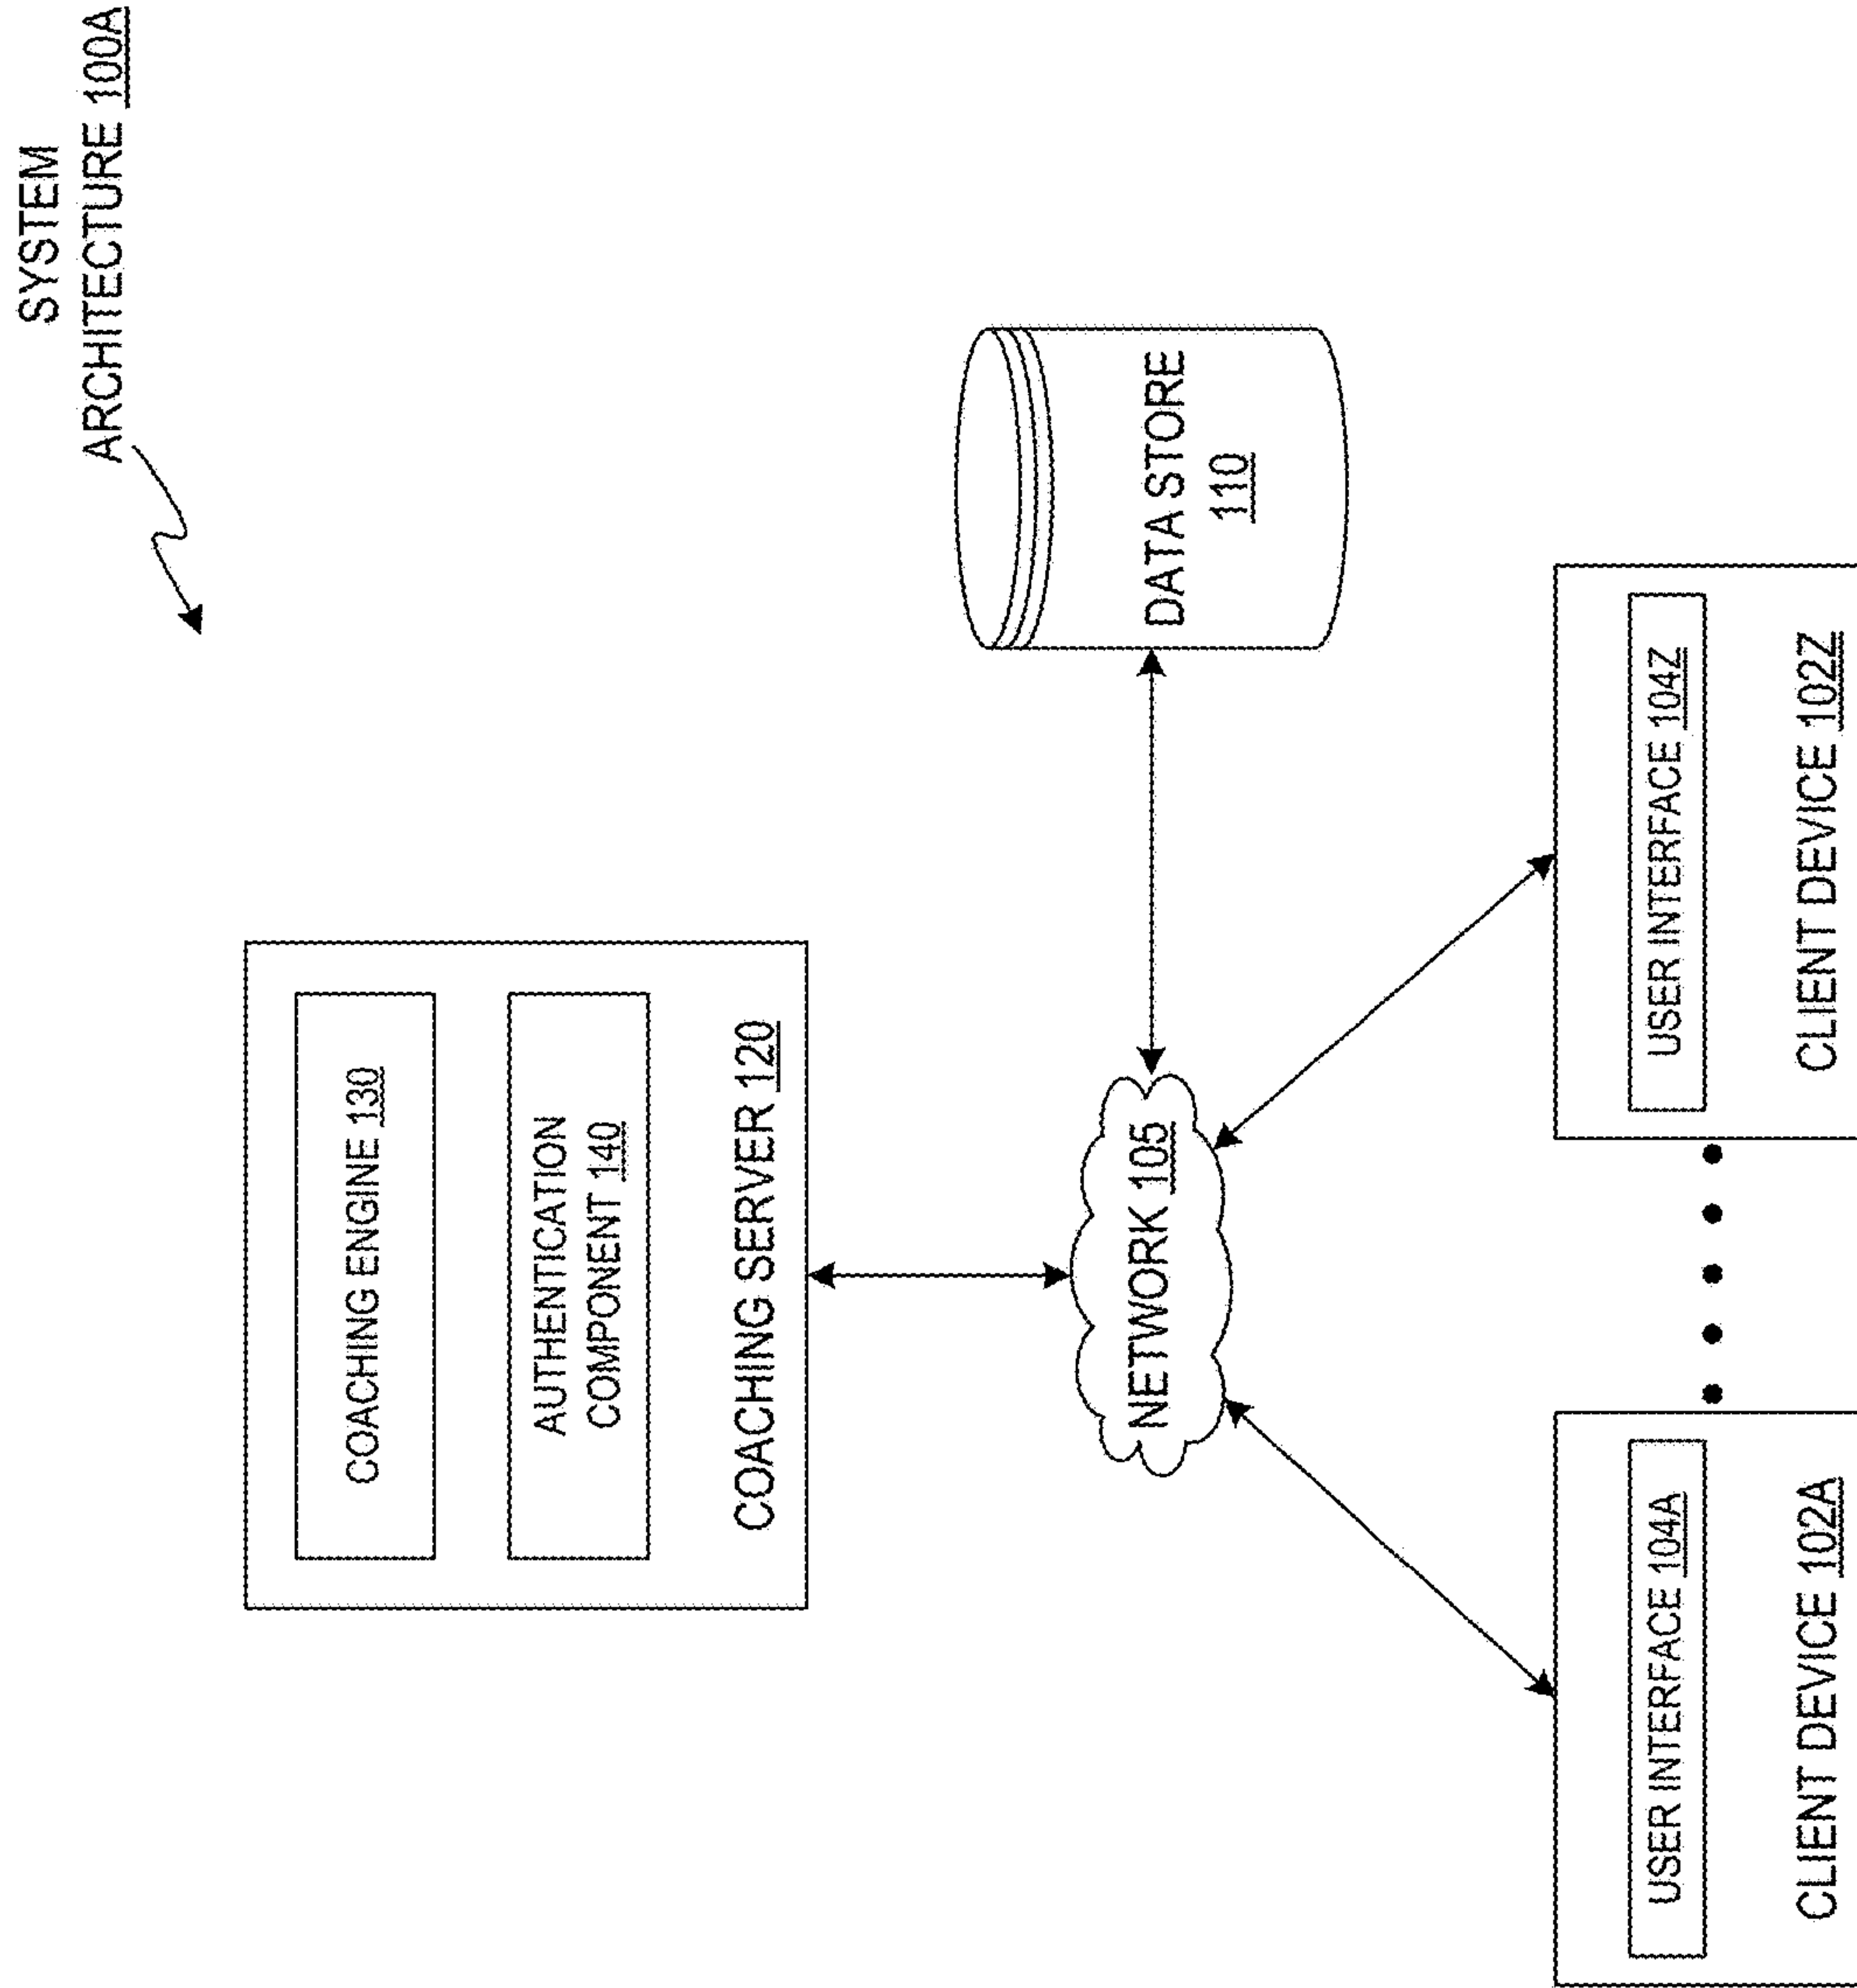 SYSTEM
ARCHITECTURE 100A
COACHING ENGINE 130
AUTHENTICATION
COMPONENT 140
COACHING SERVER 120
NETWORK 105
DATA STORE
110
USER INTERFACE 104A
CLIENT DEVICE 102A
USER INTERFACE 104Z
CLIENT DEVICE 102Z